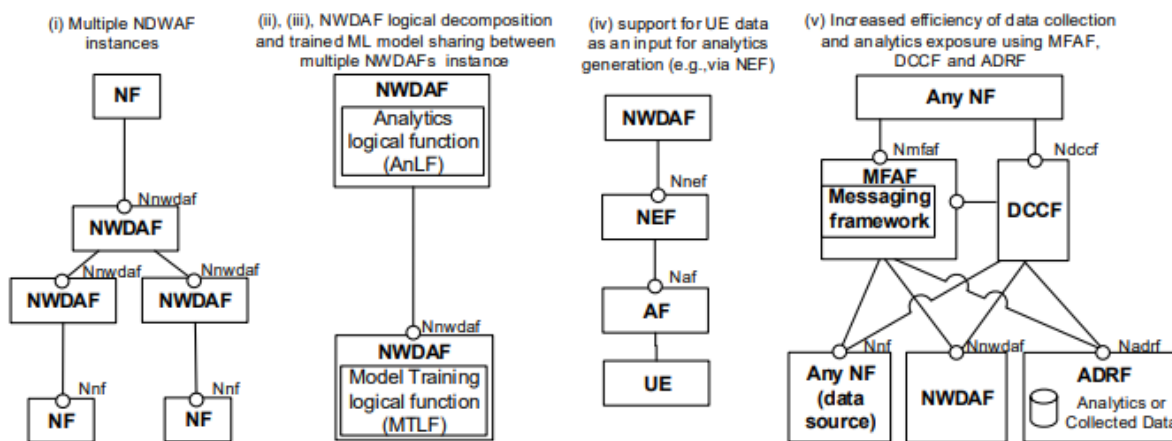 (i) Multiple NDWAF
instances
NF
Nnwdaf
NWDAF
Nnwdaf
Nnwdaf
NWDAF
NWDAF
Nnf
Nnf
NF
NF
(ii), (iii), NWDAF logical decomposition
and trained ML model sharing between
multiple NWDAFs instance
NWDAF
Analytics
logical function
(AnLF)
Nnwdaf
NWDAF
Model Training
logical function
(MTLF)
(iv) support for UE data
as an input for analytics
generation (e.g.,via NEF)
NWDAF
Nnef
NEF
Naf
AF
UE
(v) Increased efficiency of data collection
and analytics exposure using MFAF,
DCCF and ADRF
Any NF
Nmfaf
Ndccf
MFAF
Messaging
framework
DCCF
Nnf
Nnwdaf
Nadrf
Any NF
(data
source)
NWDAF
ADRF
Analytics or
Collected Data